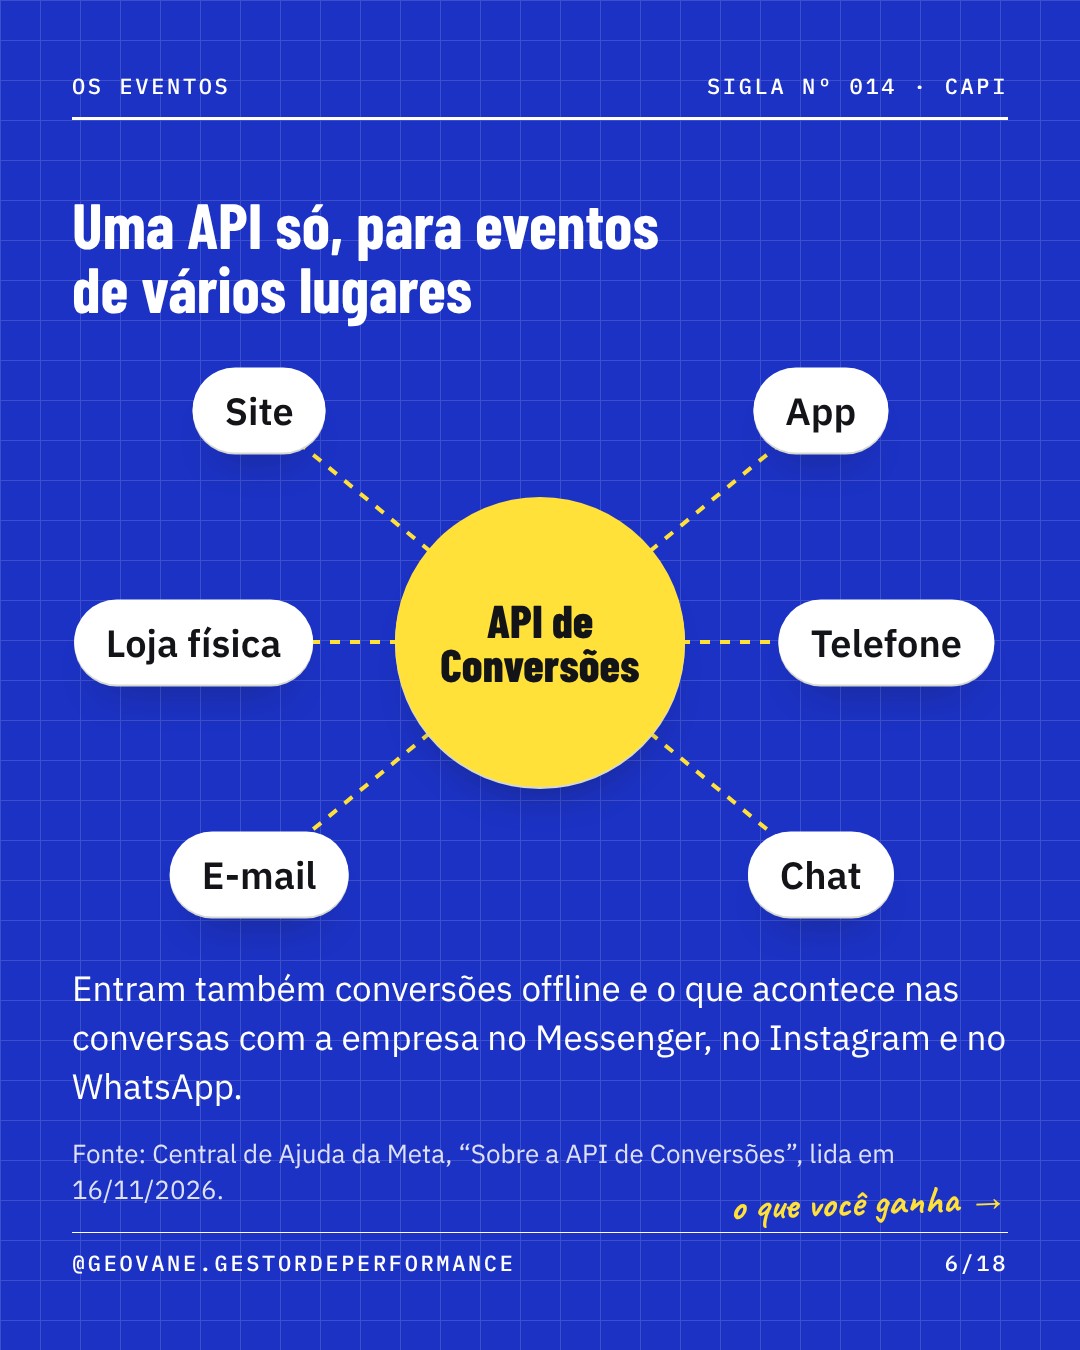 OS EVENTOS
SIGLA Nº 014 · CAPI
Uma API só, para eventos
de vários lugares
Site
App
API de
Conversões
Loja física
Telefone
E-mail
Chat
Entram também conversões offline e o que acontece nas
conversas com a empresa no Messenger, no Instagram e no
WhatsApp.
Fonte: Central de Ajuda da Meta, “Sobre a API de Conversões”, lida em
16/11/2026.
o que você ganha →
@GEOVANE.GESTORDEPERFORMANCE
6/18